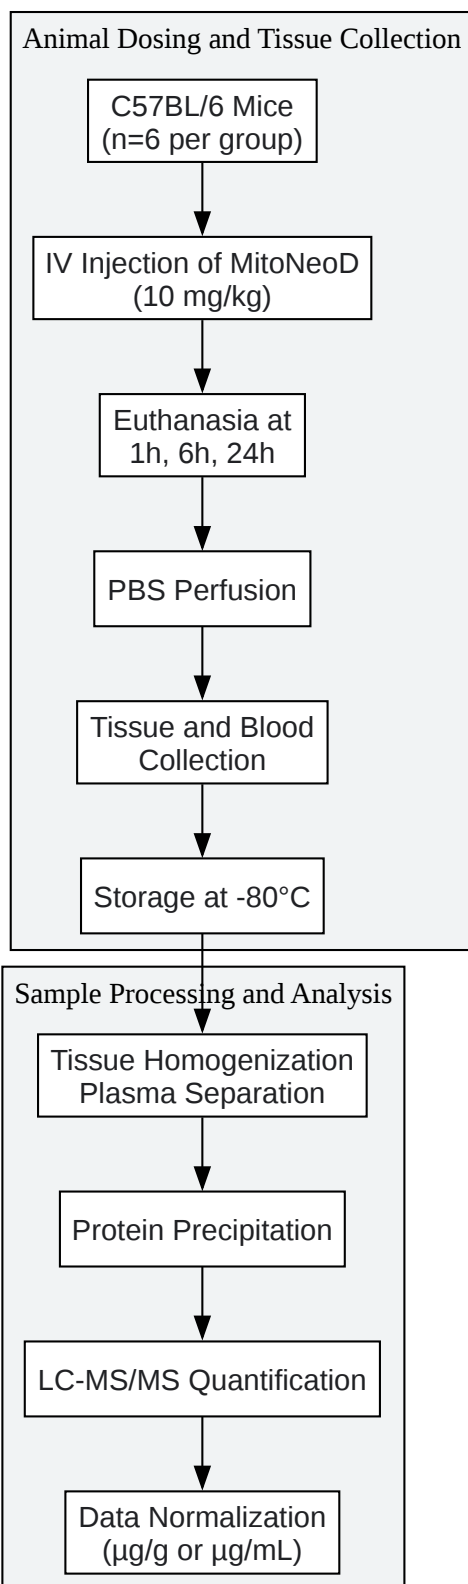 Animal Dosing and Tissue Collection
C57BL/6 Mice
(n=6 per group)
IV Injection of MitoNeoD
(10 mg/kg)
Euthanasia at
1h, 6h, 24h
PBS Perfusion
Tissue and Blood
Collection
Storage at -80°C
Sample Processing and Analysis
Tissue Homogenization
Plasma Separation
Protein Precipitation
LC-MS/MS Quantification
Data Normalization
(µg/g or µg/mL)